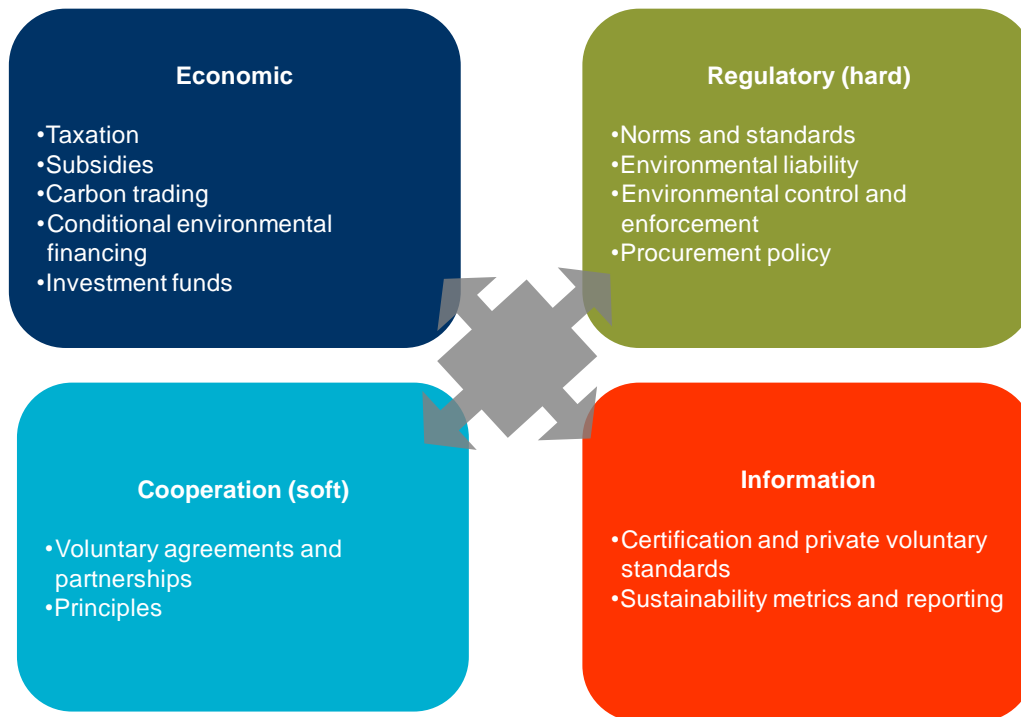 Economic
•Taxation
•Subsidies
•Carbon trading
•Conditional environmental
financing
•Investment funds
Regulatory (hard)
•Norms and standards
•Environmental liability
•Environmental control and
enforcement
•Procurement policy
Cooperation (soft)
•Voluntary agreements and
partnerships
•Principles
Information
•Certification and private voluntary
standards
•Sustainability metrics and reporting